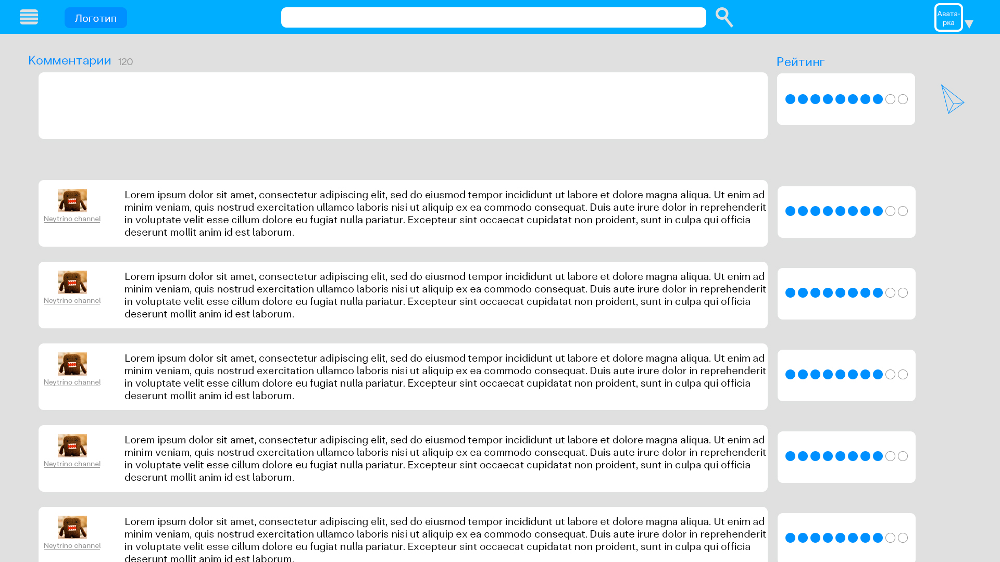 Логотип
Авата-
рка
Комментарии 120
Рейтинг
Lorem ipsum dolor sit amet, consectetur adipiscing elit, sed do eiusmod tempor incididunt ut labore et dolore magna aliqua. Ut enim ad
minim veniam, quis nostrud exercitation ullamco laboris nisi ut aliquip ex ea commodo consequat. Duis aute irure dolor in reprehenderit
Neytrino channel
in voluptate velit esse cillum dolore eu fugiat nulla pariatur. Excepteur sint occaecat cupidatat non proident, sunt in culpa qui officia
deserunt mollit anim id est laborum.
Lorem ipsum dolor sit amet, consectetur adipiscing elit, sed do eiusmod tempor incididunt ut labore et dolore magna aliqua. Ut enim ad
minim veniam, quis nostrud exercitation ullamco laboris nisi ut aliquip ex ea commodo consequat. Duis aute irure dolor in reprehenderit
Neytrino channel
in voluptate velit esse cillum dolore eu fugiat nulla pariatur. Excepteur sint occaecat cupidatat non proident, sunt in culpa qui officia
deserunt mollit anim id est laborum.
Lorem ipsum dolor sit amet, consectetur adipiscing elit, sed do eiusmod tempor incididunt ut labore et dolore magna aliqua. Ut enim ad
minim veniam, quis nostrud exercitation ullamco laboris nisi ut aliquip ex ea commodo consequat. Duis aute irure dolor in reprehenderit
Neytrino channel
in voluptate velit esse cillum dolore eu fugiat nulla pariatur. Excepteur sint occaecat cupidatat non proident, sunt in culpa qui officia
deserunt mollit anim id est laborum.
Lorem ipsum dolor sit amet, consectetur adipiscing elit, sed do eiusmod tempor incididunt ut labore et dolore magna aliqua. Ut enim ad
minim veniam, quis nostrud exercitation ullamco laboris nisi ut aliquip ex ea commodo consequat. Duis aute irure dolor in reprehenderit
Neytrino channel
in voluptate velit esse cillum dolore eu fugiat nulla pariatur. Excepteur sint occaecat cupidatat non proident, sunt in culpa qui officia
deserunt mollit anim id est laborum.
Lorem ipsum dolor sit amet, consectetur adipiscing elit, sed do eiusmod tempor incididunt ut labore et dolore magna aliqua. Ut enim ad
minim veniam, quis nostrud exercitation ullamco laboris nisi ut aliquip ex ea commodo consequat. Duis aute irure dolor in reprehenderit
Neytrino channel
in voluptate velit esse cillum dolore eu fugiat nulla pariatur. Excepteur sint occaecat cupidatat non proident, sunt in culpa qui officia
deserunt mollit anim id est laborum.